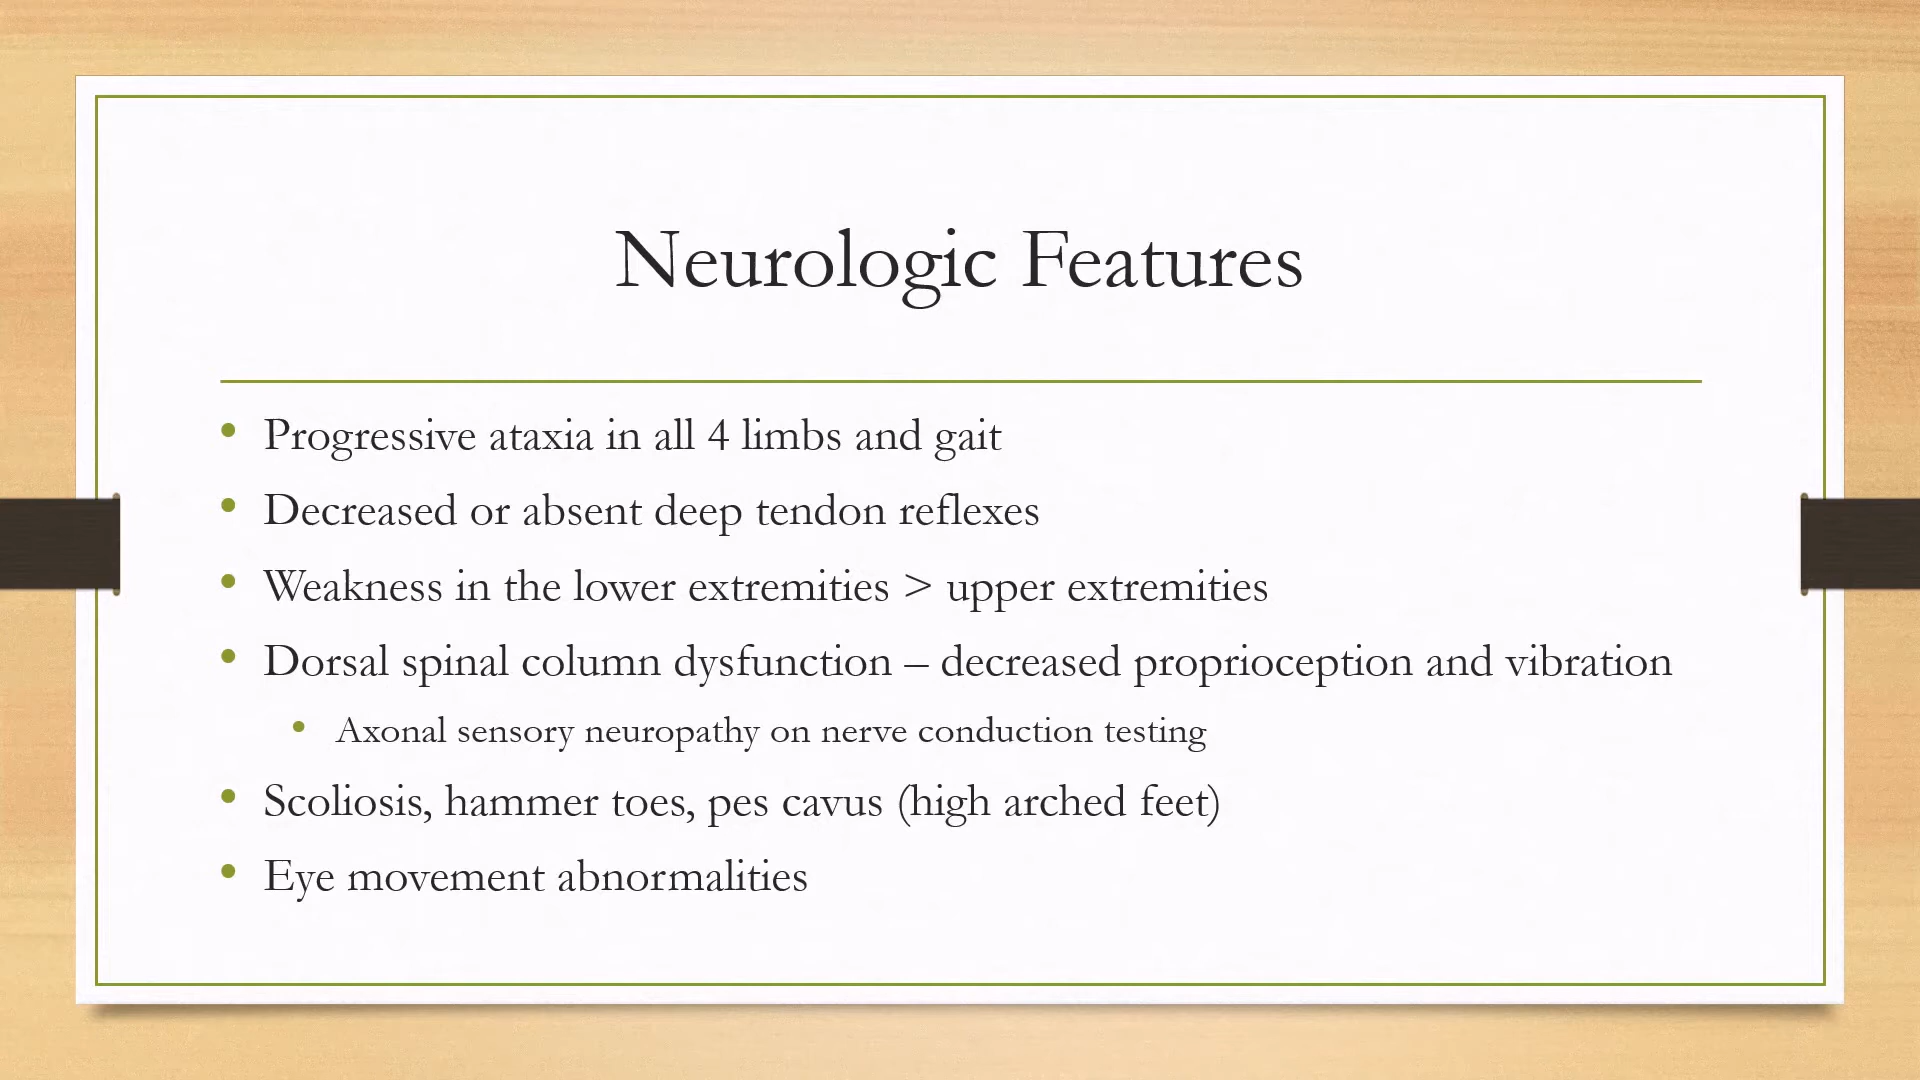 Neurologic Features
• Progressive ataxia in all 4 limbs and gait
• Decreased or absent deep tendon reflexes
• Weakness in the lower extremities > upper extremities
• Dorsal spinal column dysfunction – decreased proprioception and vibration
• Axonal sensory neuropathy on nerve conduction testing
• Scoliosis, hammer toes, pes cavus (high arched feet)
• Eye movement abnormalities